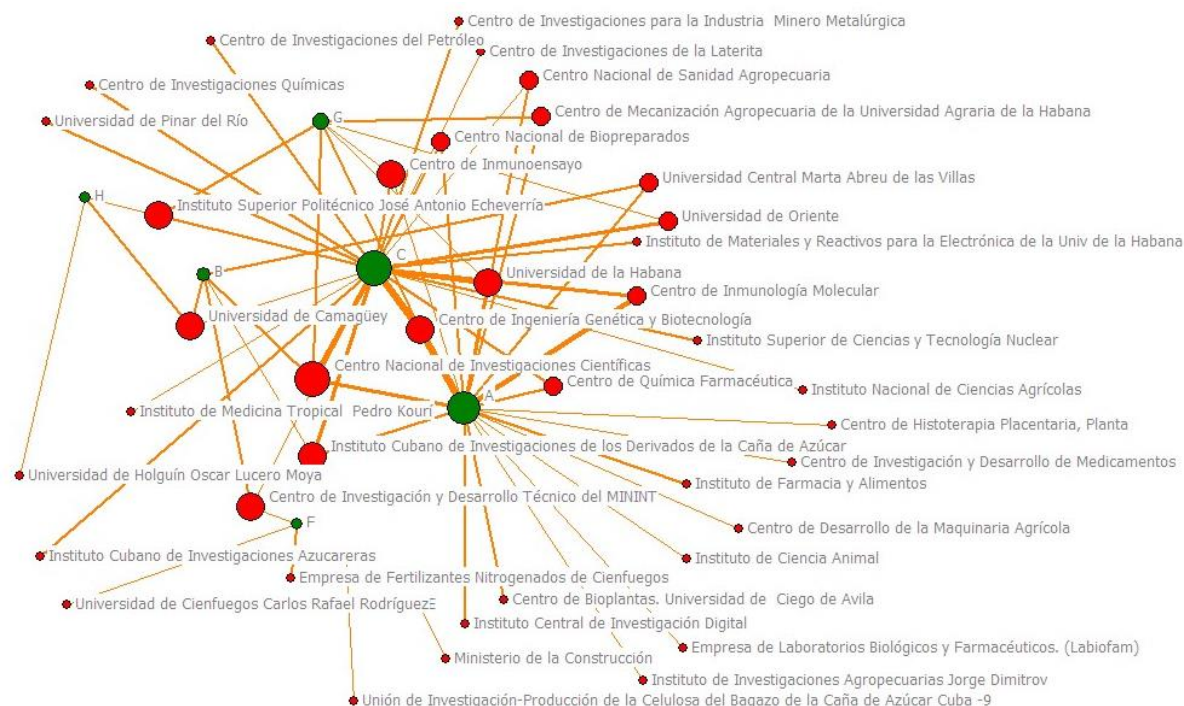 Centro de Investigaciones para la Industria Minero Metalúrgica
Centro de Investigaciones del Petróleo
Centro de Investigaciones de la Laterita
Centro Nacional de Sanidad Agropecuaria
Centro de Investigaciones Químicas
Centro de Mecanización Agropecuaria de la Universidad Agraria de la Habana
Universidad de Pinar del Río
G
Centro Nacional de Biopreparados
Centro de Inmunoensayo
Universidad Central Marta Abreu de las Villas
H
Instituto Superior Politécnico José Antonio Echeverría
Universidad de Oriente
Instituto de Materiales y Reactivos para la Electrónica de la Univ de la Habana
C
B
Universidad de la Habana
Centro de Inmunología Molecular
Universidad de Camagüey
Centro de Ingeniería Genética y Biotecnología
Instituto Superior de Ciencias y Tecnología Nuclear
Centro Nacional de Investigaciones Científicas
Centro de Química Farmacéutica
Instituto Nacional de Ciencias Agrícolas
A
Instituto de Medicina Tropical Pedro Kourí
Centro de Histoterapia Placentaria, Planta
Instituto Cubano de Investigaciones de los Derivados de la Caña de Azúcar
Centro de Investigación y Desarrollo de Medicamentos
Universidad de Holguín Oscar Lucero Moya
Instituto de Farmacia y Alimentos
Centro de Investigación y Desarrollo Técnico del MININT
F
Centro de Desarrollo de la Maquinaria Agrícola
Instituto Cubano de Investigaciones Azucareras
Instituto de Ciencia Animal
Empresa de Fertilizantes Nitrogenados de Cienfuegos
Universidad de Cienfuegos Carlos Rafael Rodríguez
E
Centro de Bioplantas. Universidad de Ciego de Avila
Instituto Central de Investigación Digital
Empresa de Laboratorios Biológicos y Farmacéuticos. (Labiofam)
Ministerio de la Construcción
Instituto de Investigaciones Agropecuarias Jorge Dimitrov
Unión de Investigación-Producción de la Celulosa del Bagazo de la Caña de Azúcar Cuba -9